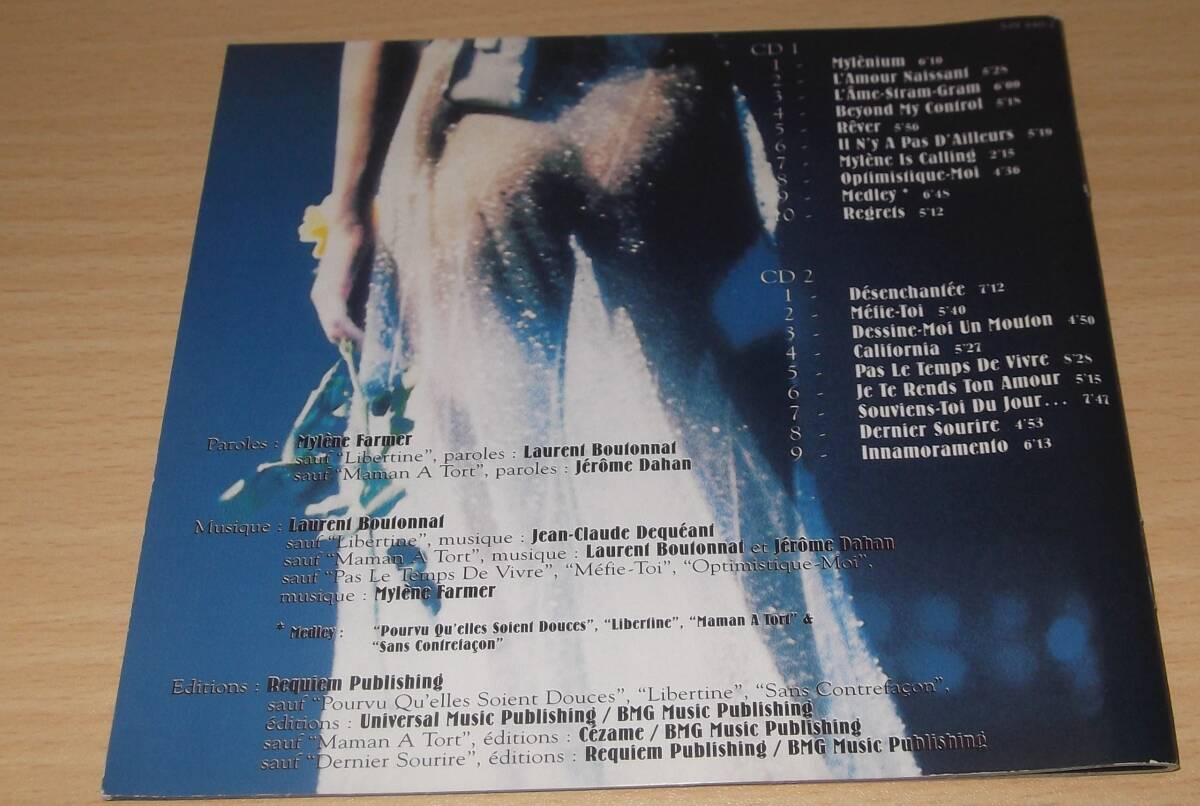 CD 1
1 - Mylènium 6'10
2 - L'Amour Naissant 5'28
3 - L'Âme-Stram-Gram 6'00
4 - Beyond My Control 5'18
5 - Rêver 5'56
6 - Il N'y A Pas D'Ailleurs 5'19
7 - Mylène Is Calling 2'15
8 - Optimistique-Moi 4'36
9 - Medley * 6'48
10 - Regrets 5'12
CD 2
1 - Désenchantée 7'12
2 - Méfie-Toi 5'40
3 - Dessine-Moi Un Mouton 4'50
4 - California 5'27
5 - Pas Le Temps De Vivre 8'28
6 - Je Te Rends Ton Amour 5'15
7 - Souviens-Toi Du Jour... 7'47
8 - Dernier Sourire 4'53
9 - Innamoramento 6'13
Paroles : Mylène Farmer
sauf "Libertine", paroles : Laurent Boutonnat
sauf "Maman A Tort", paroles : Jérôme Dahan
Musique : Laurent Boutonnat
sauf "Libertine", musique : Jean-Claude Dequéant
sauf "Maman A Tort", musique : Laurent Boutonnat et Jérôme Dahan
sauf "Pas Le Temps De Vivre", "Méfie-Toi", "Optimistique-Moi",
musique : Mylène Farmer
* Medley : "Pourvu Qu'elles Soient Douces", "Libertine", "Maman A Tort" &
"Sans Contrefaçon"
Editions : Requiem Publishing
sauf "Pourvu Qu'elles Soient Douces", "Libertine", "Sans Contrefaçon",
éditions : Universal Music Publishing / BMG Music Publishing
sauf "Maman A Tort", éditions : Cézame / BMG Music Publishing
sauf "Dernier Sourire", éditions : Requiem Publishing / BMG Music Publishing